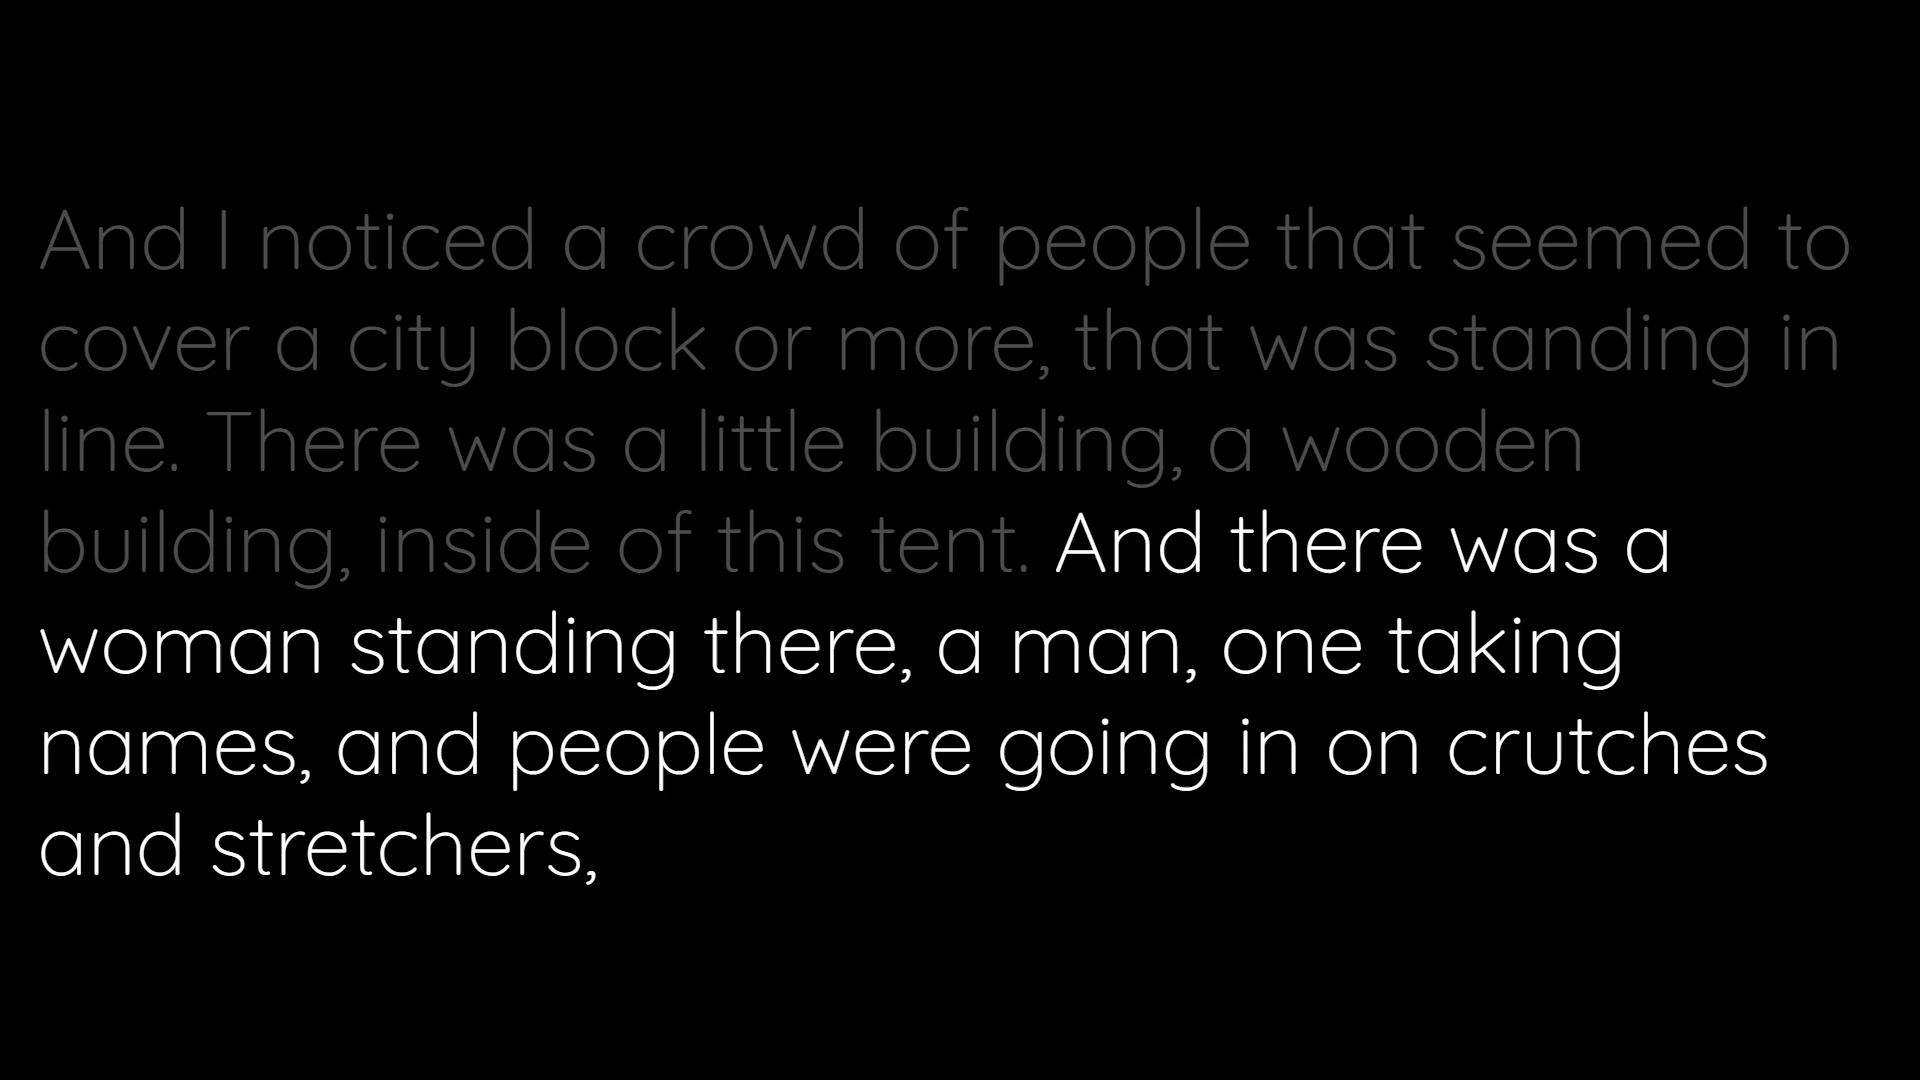 And I noticed a crowd of people that seemed to
cover a city block or more, that was standing in
line. There was a little building, a wooden
building, inside of this tent. And there was a
woman standing there, a man, one taking
names, and people were going in on crutches
and stretchers,